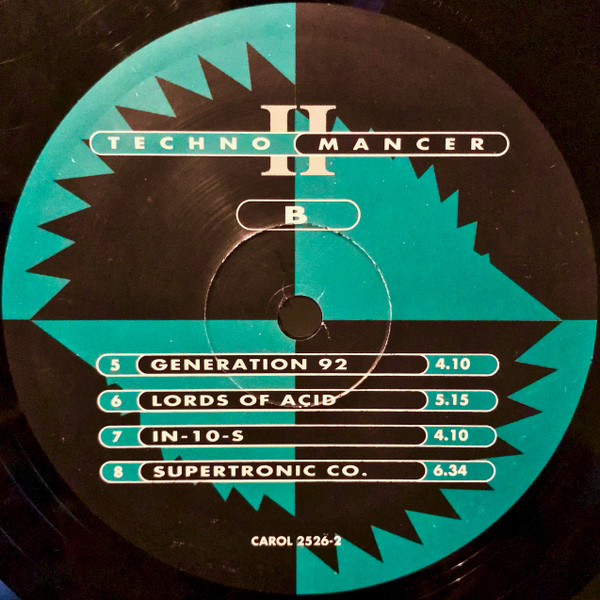 II
TECHNO MANCER
B
5 GENERATION 92 4.10
6 LORDS OF ACID 5.15
7 IN-10-S 4.10
8 SUPERTRONIC CO. 6.34
CAROL 2526-2